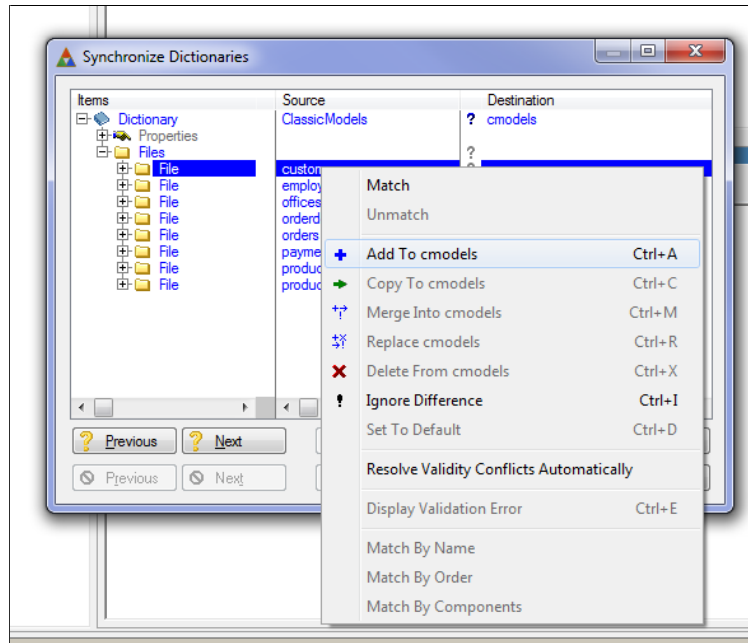 Synchronize Dictionaries
Items Source Destination
Dictionary ClassicModels ? cmodels
Properties
Files ?
File
File
File
File
File
File
File
File
Match
Unmatch
Add To cmodels Ctrl+A
Copy To cmodels Ctrl+C
Merge Into cmodels Ctrl+M
Replace cmodels Ctrl+R
Delete From cmodels Ctrl+X
Ignore Difference Ctrl+I
Set To Default Ctrl+D
Resolve Validity Conflicts Automatically
Display Validation Error Ctrl+E
Match By Name
Match By Order
Match By Components
Previous Next
Previous Next